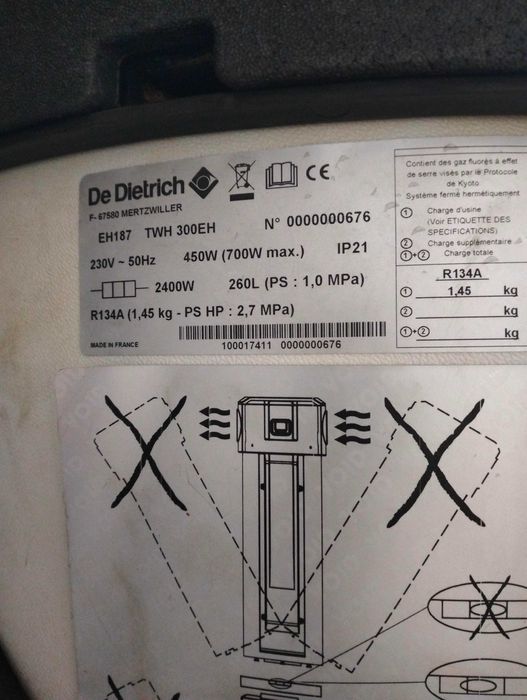 De Dietrich
CE
F- 67580 MERTZWILLER
EH187 TWH 300EH N° 0000000676
230V ~ 50Hz 450W (700W max.) IP21
2400W 260L (PS : 1,0 MPa)
R134A (1,45 kg - PS HP : 2,7 MPa)
MADE IN FRANCE
100017411 0000000676
Contient des gaz fluorés à effet
de serre visés par le Protocole
de Kyoto
Système fermé hermétiquement
① Charge d'usine
(Voir ETIQUETTE DES
SPECIFICATIONS)
② Charge supplémentaire
①+② Charge totale
R134A
① 1,45 kg
② kg
①+② kg